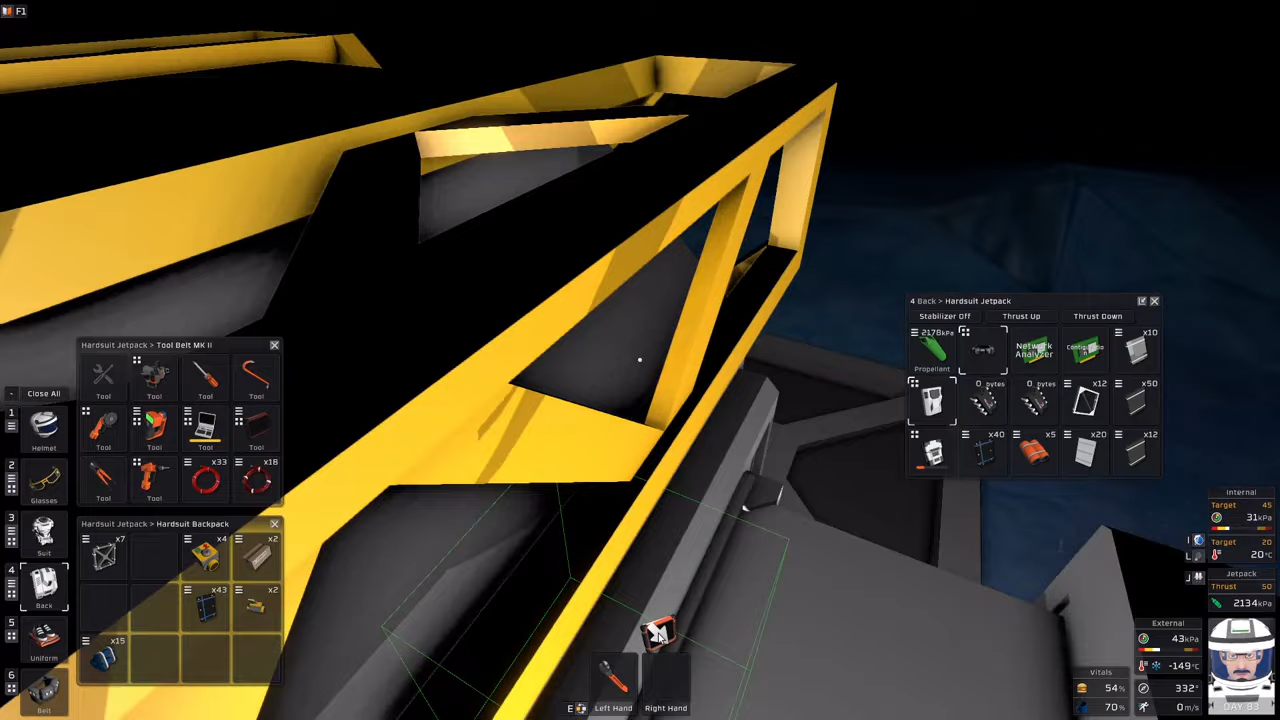 F1
Hardsuit Jetpack > Tool Belt MK II
Tool
Tool
Tool
Tool
Tool
Tool
Tool
Tool
x33
x18
Tool
Tool
Close All
1
Helmet
2
Glasses
3
Suit
4
Back
5
Uniform
6
Belt
Hardsuit Jetpack > Hardsuit Backpack
x7
x4
x2
x43
x2
x15
4 Back > Hardsuit Jetpack
Stabilizer Off
Thrust Up
Thrust Down
2178kPa
Propellant
Network Analyzer
x10
0 bytes
0 bytes
x12
x50
x40
x5
x20
x12
E
Left Hand
Right Hand
Internal
Target 45
31kPa
Target 20
20°C
Jetpack
Thrust 50
2134kPa
External
43kPa
-149°C
332°
0m/s
Vitals
54%
70%
DAY 83